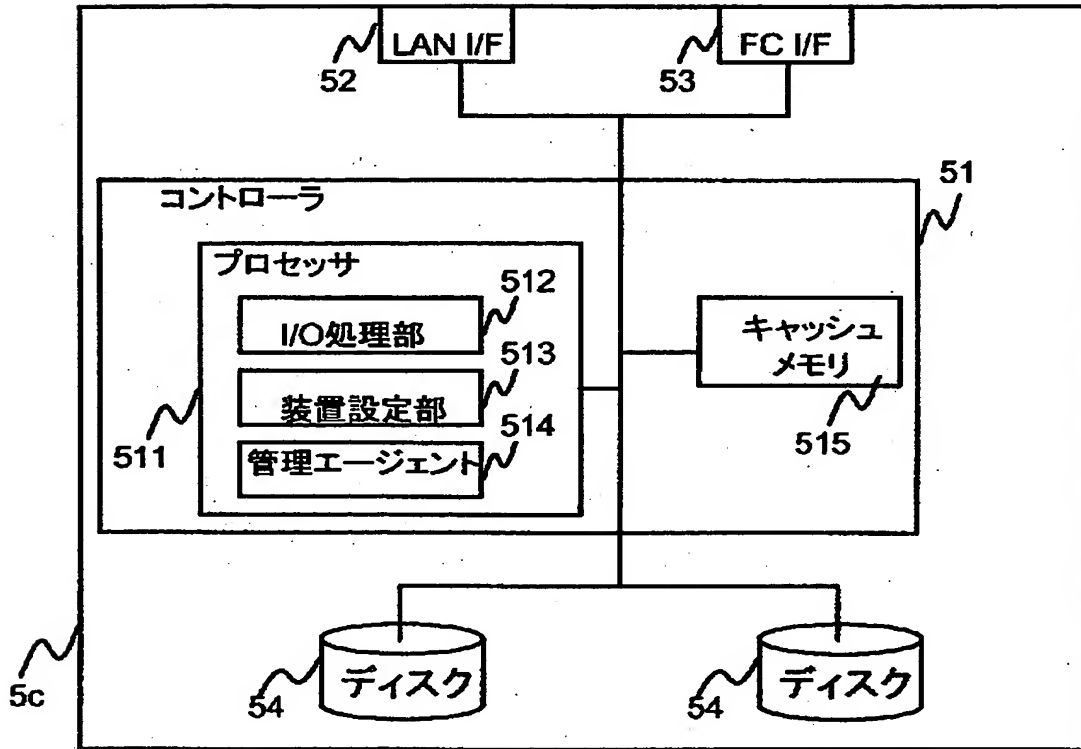 LAN I/F
FC I/F
52
53
コントローラ
51
プロセッサ
512
I/O処理部
キャッシュ
メモリ
513
装置設定部
514
511
管理エージェント
515
ディスク
ディスク
5c
54
54